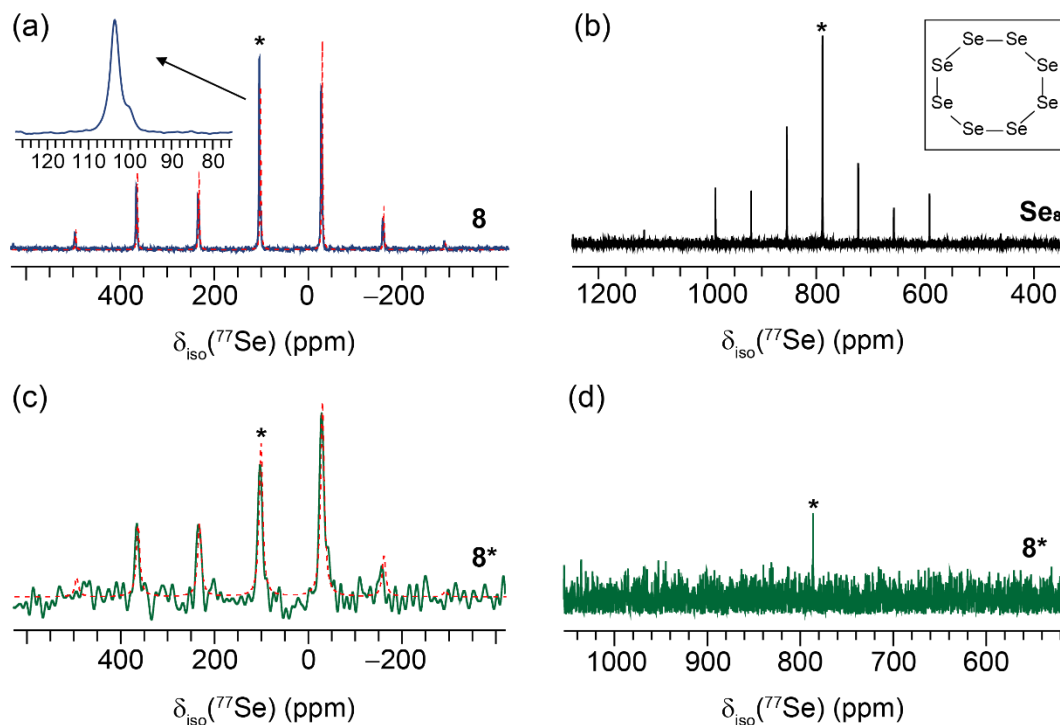 (a)
*
120 110 100 90 80
8
400 200 0 −200
δiso(⁷⁷Se) (ppm)
(b)
*
Se—Se
Se Se
Se Se
Se—Se
Se₈
1200 1000 800 600 400
δiso(⁷⁷Se) (ppm)
(c)
*
8*
400 200 0 −200
δiso(⁷⁷Se) (ppm)
(d)
*
8*
1000 900 800 700 600
δiso(⁷⁷Se) (ppm)